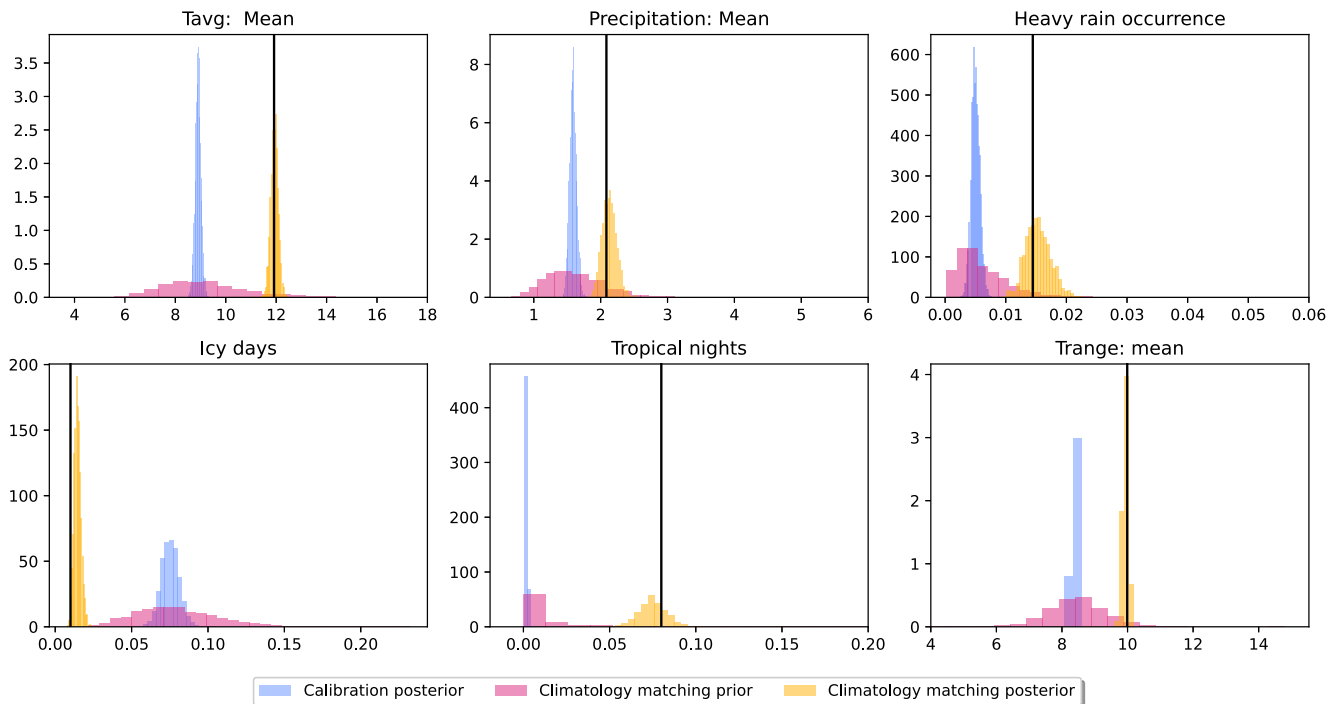 Tavg:  Mean
3.5
3.0
2.5
2.0
1.5
1.0
0.5
0.0
4 6 8 10 12 14 16 18
Precipitation: Mean
8
6
4
2
0
1 2 3 4 5 6
Heavy rain occurrence
600
500
400
300
200
100
0
0.00 0.01 0.02 0.03 0.04 0.05 0.06
Icy days
200
150
100
50
0
0.00 0.05 0.10 0.15 0.20
Tropical nights
400
300
200
100
0
0.00 0.05 0.10 0.15 0.20
Trange: mean
4
3
2
1
0
4 6 8 10 12 14
Calibration posterior Climatology matching prior Climatology matching posterior